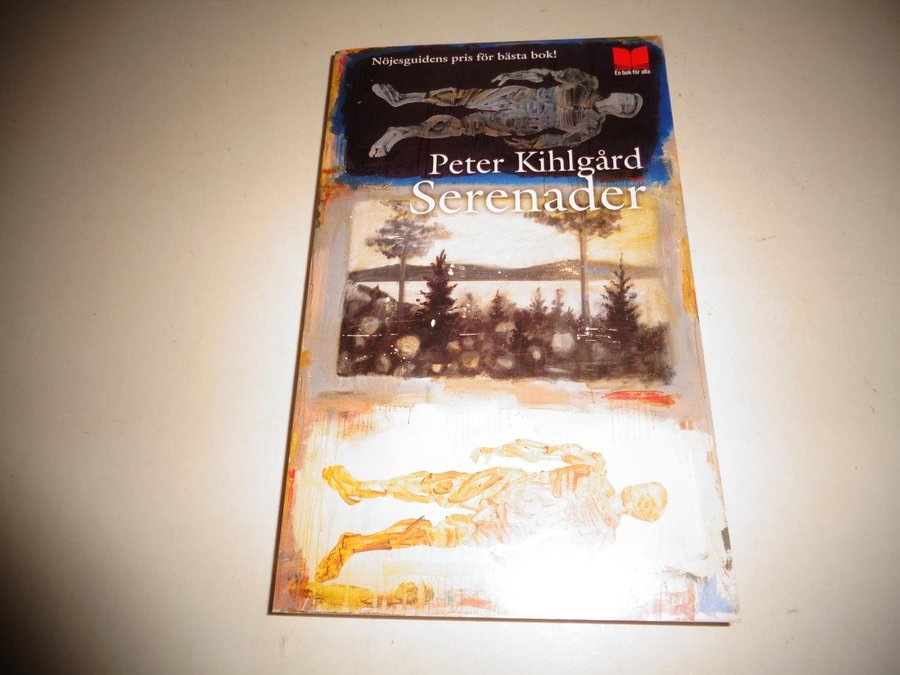 Nöjesguidens pris för bästa bok!
En bok för alla
Peter Kihlgård
Serenader